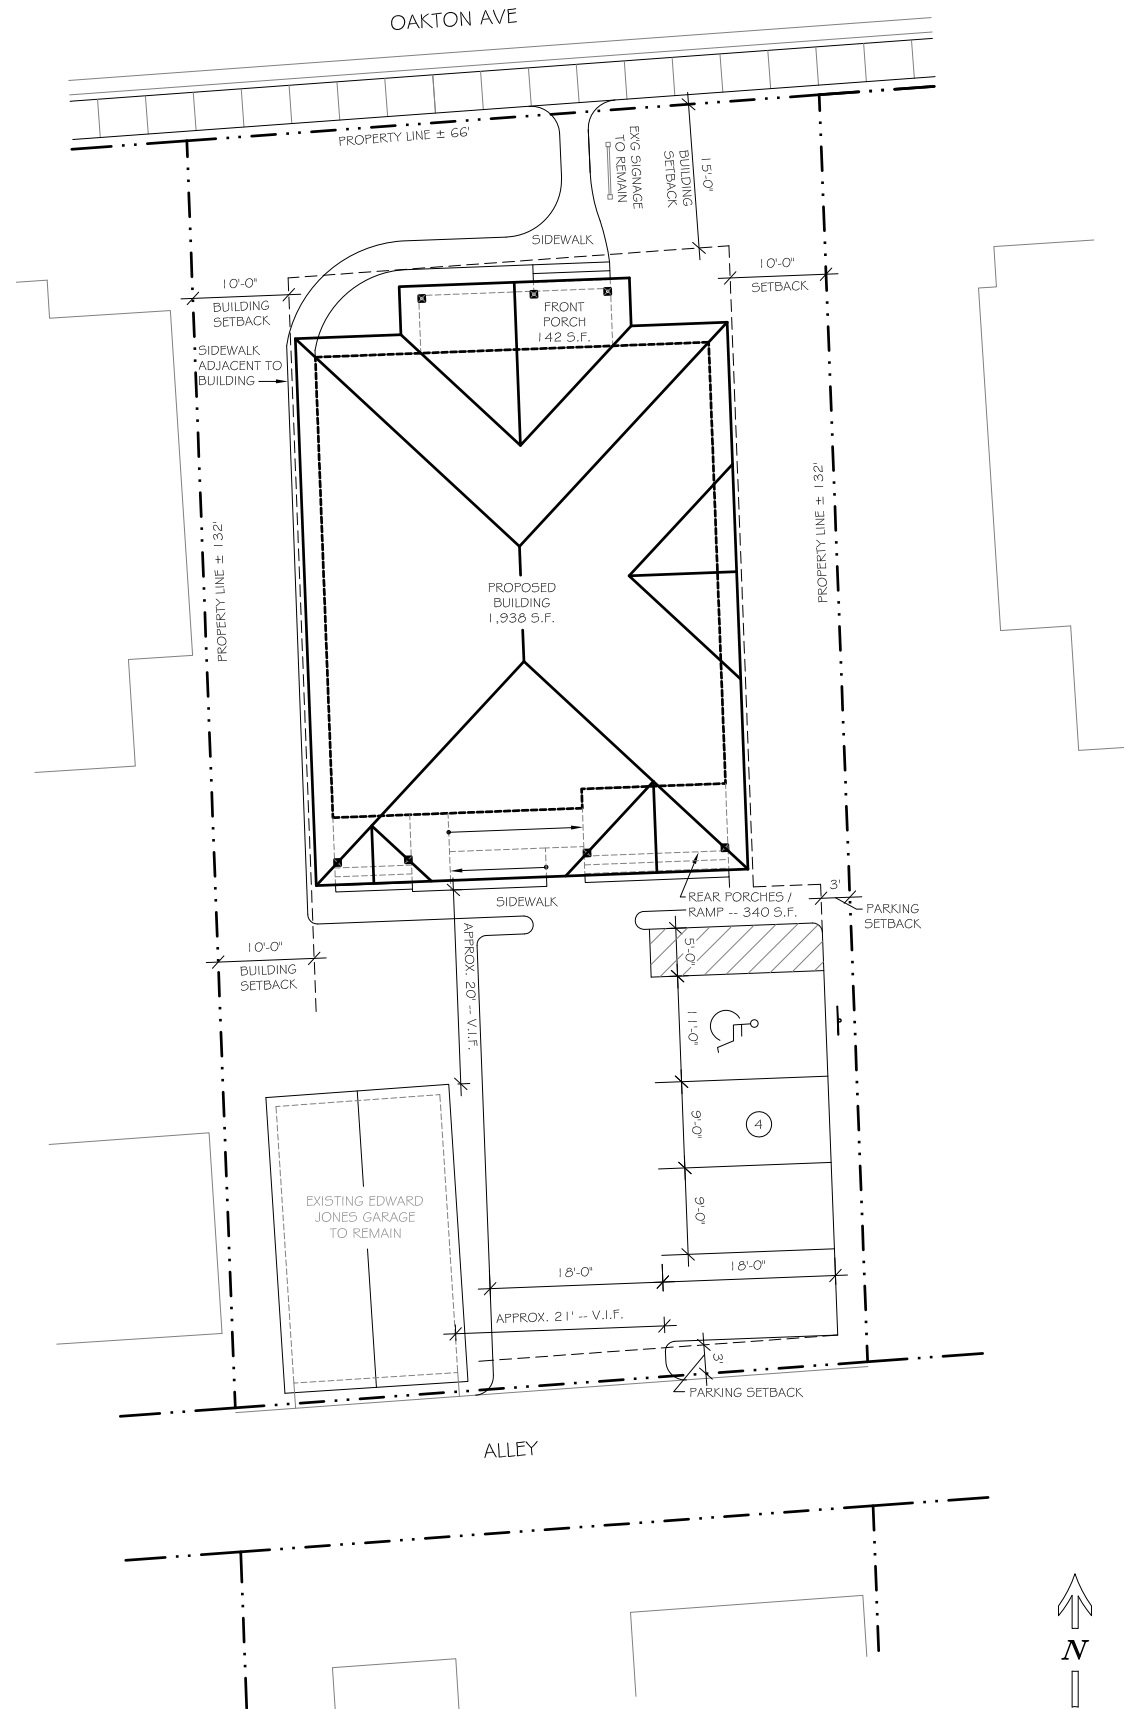 OAKTON AVE
PROPERTY LINE ± 66'
EX'G SIGNAGE
TO REMAIN
BUILDING
SETBACK
15'-0"
SIDEWALK
10'-0"
BUILDING
SETBACK
10'-0"
SETBACK
FRONT
PORCH
142 S.F.
SIDEWALK
ADJACENT TO
BUILDING
PROPERTY LINE ± 132'
PROPERTY LINE ± 132'
PROPOSED
BUILDING
1,938 S.F.
SIDEWALK
REAR PORCHES /
RAMP -- 340 S.F.
3'
PARKING
SETBACK
10'-0"
BUILDING
SETBACK
APPROX. 20' -- V.I.F.
5'-0"
11'-0"
9'-0"
4
9'-0"
EXISTING EDWARD
JONES GARAGE
TO REMAIN
18'-0"
18'-0"
APPROX. 21' -- V.I.F.
3'
PARKING SETBACK
ALLEY
N